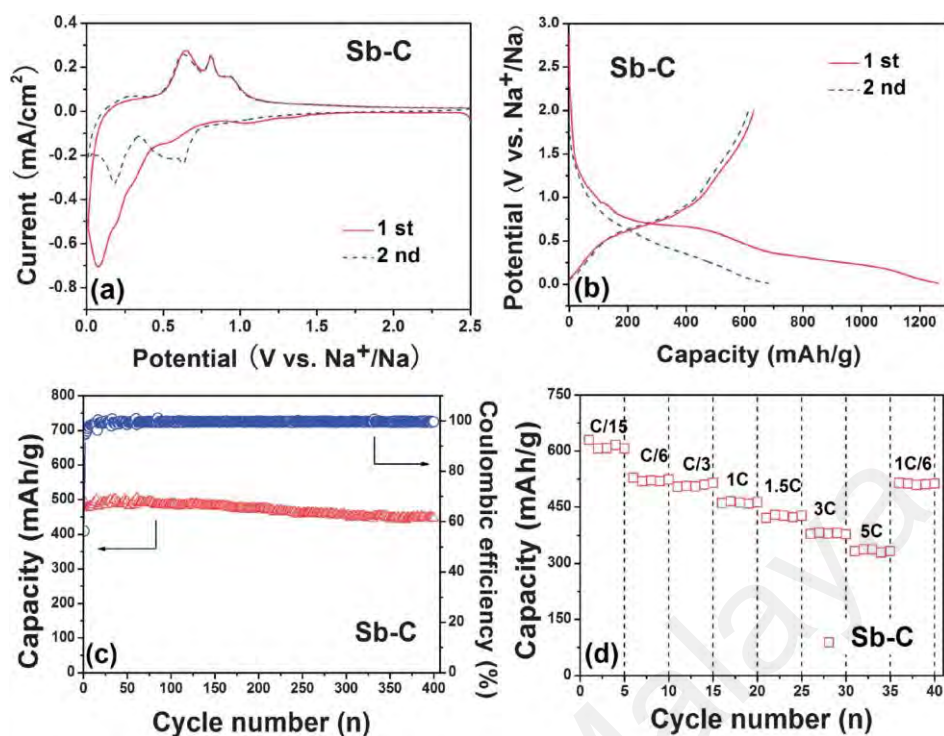 Sb-C
1 st
2 nd
(a)
0.4
0.2
0.0
-0.2
-0.4
-0.6
-0.8
0.0 0.5 1.0 1.5 2.0 2.5
Current (mA/cm2)
Potential (V vs. Na+/Na)
Sb-C
1 st
2 nd
(b)
3.0
2.5
2.0
1.5
1.0
0.5
0.0
0 200 400 600 800 1000 1200
Potential (V vs. Na+/Na)
Capacity (mAh/g)
800
700
600
500
400
300
200
100
0
(c)
Sb-C
100
80
60
40
20
0
0 50 100 150 200 250 300 350 400
Capacity (mAh/g)
Coulombic efficiency (%)
Cycle number (n)
750
600
450
300
150
0
C/15
C/6
C/3
1C
1.5C
3C
5C
1C/6
(d)
Sb-C
0 5 10 15 20 25 30 35 40
Capacity (mAh/g)
Cycle number (n)
Malaya